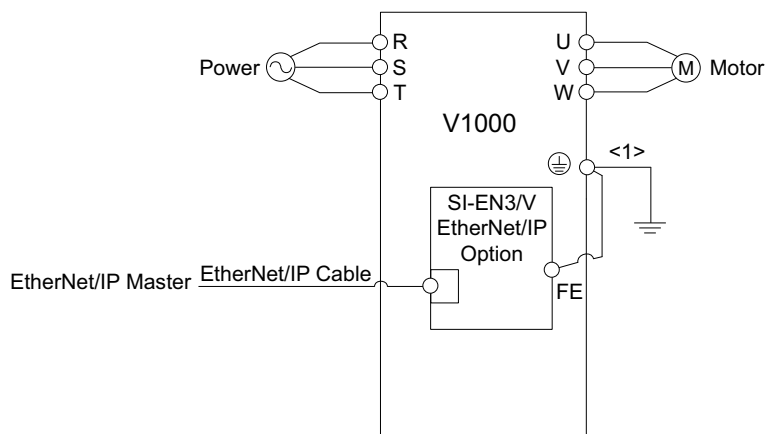 R
S
T
Power
U
V
W
M
Motor
V1000
<1>
SI-EN3/V
EtherNet/IP
Option
FE
EtherNet/IP Master
EtherNet/IP Cable